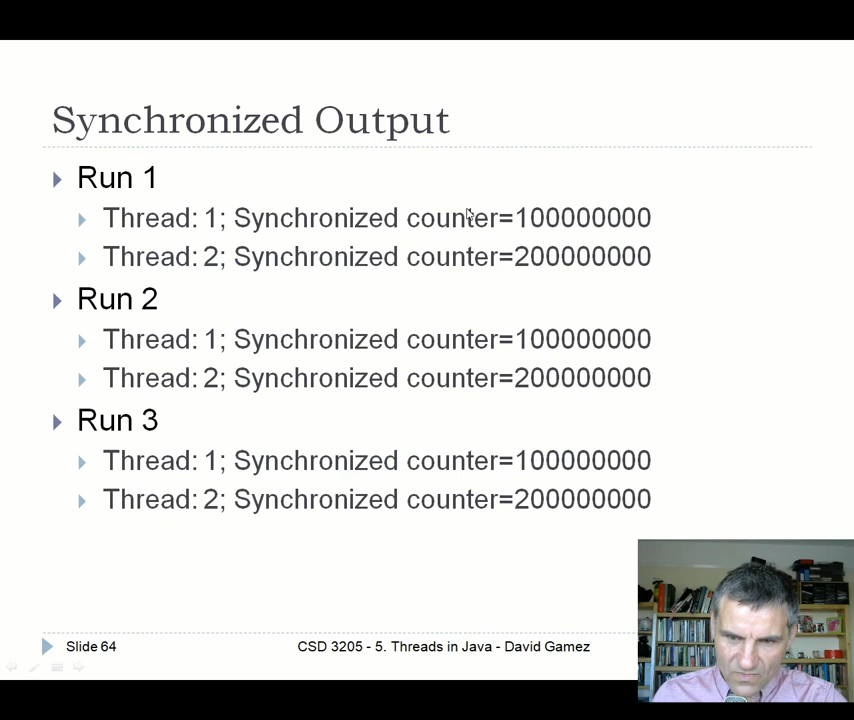 Synchronized Output
Run 1
Thread: 1; Synchronized counter=100000000
Thread: 2; Synchronized counter=200000000
Run 2
Thread: 1; Synchronized counter=100000000
Thread: 2; Synchronized counter=200000000
Run 3
Thread: 1; Synchronized counter=100000000
Thread: 2; Synchronized counter=200000000
Slide 64
CSD 3205 - 5. Threads in Java - David Gamez